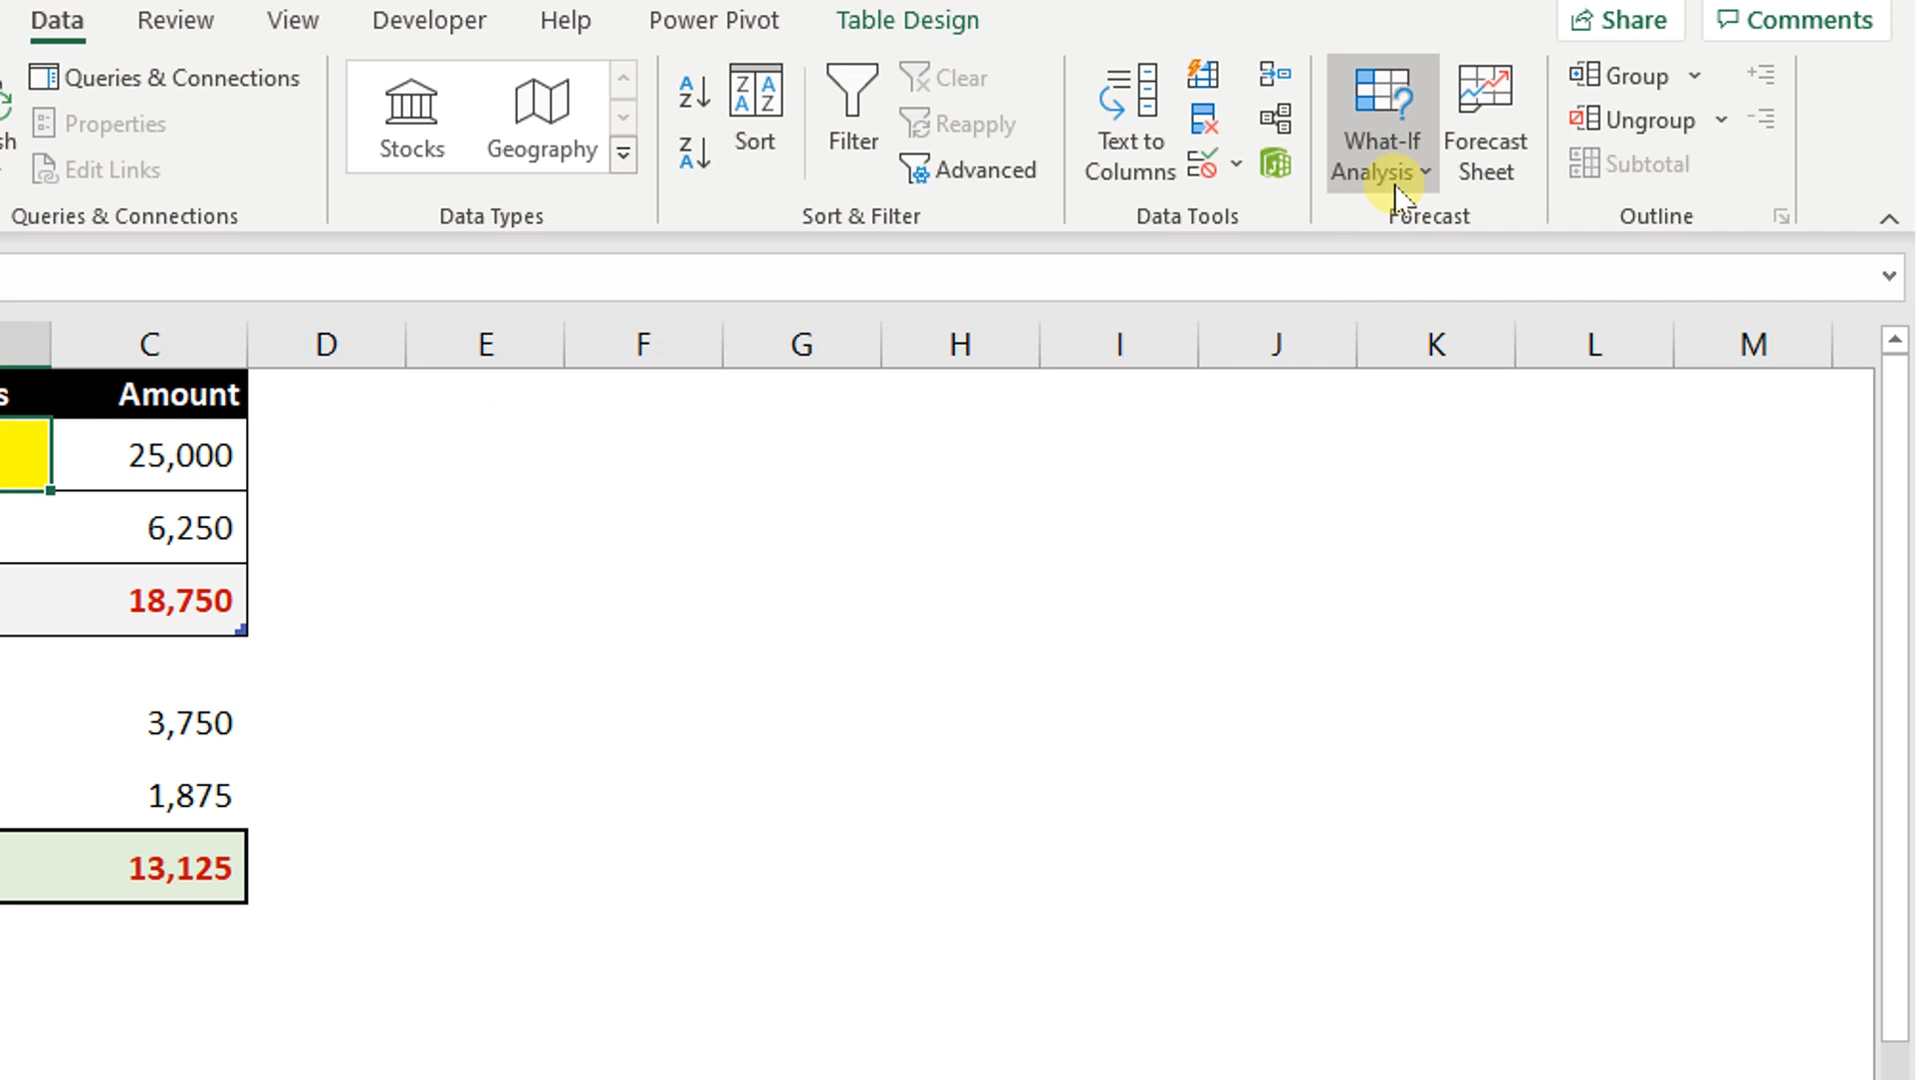 Data Review View Developer Help Power Pivot Table Design Share Comments
Queries & Connections
Properties
Edit Links
Queries & Connections
Stocks Geography
Data Types
Sort
Filter
Clear
Reapply
Advanced
Sort & Filter
Text to
Columns
Data Tools
What-If
Analysis
Forecast
Sheet
Forecast
Group
Ungroup
Subtotal
Outline
C D E F G H I J K L M
s Amount
25,000
6,250
18,750
3,750
1,875
13,125